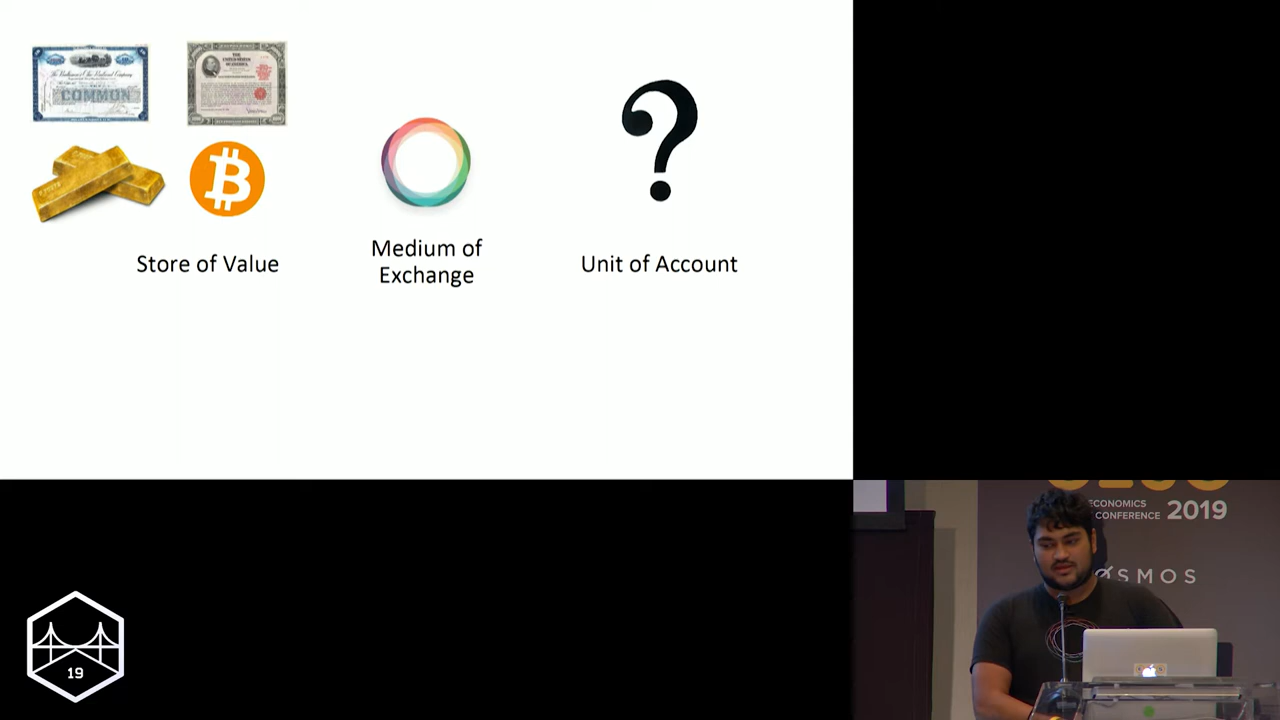 COMMON
Store of Value
Medium of
Exchange
Unit of Account
ECONOMICS
CONFERENCE 2019
SMOS
19